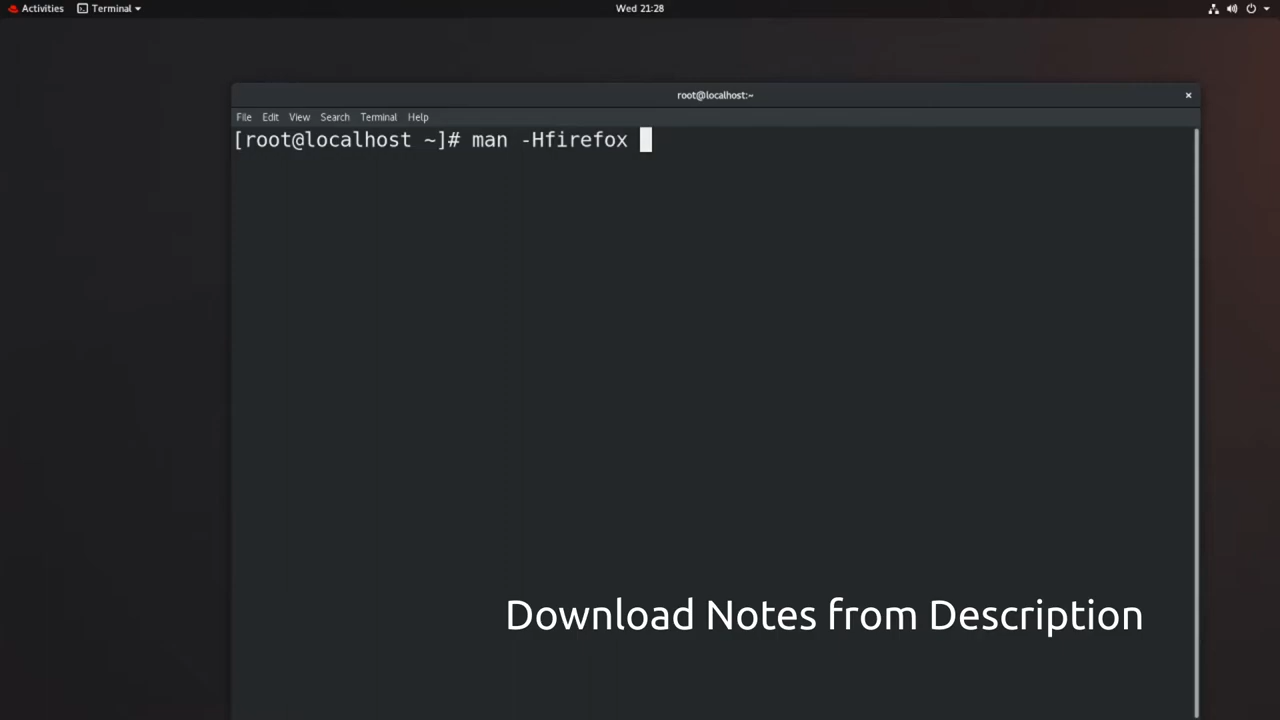 Activities Terminal Wed 21:28
root@localhost:~
File Edit View Search Terminal Help
[root@localhost ~]# man -Hfirefox
Download Notes from Description